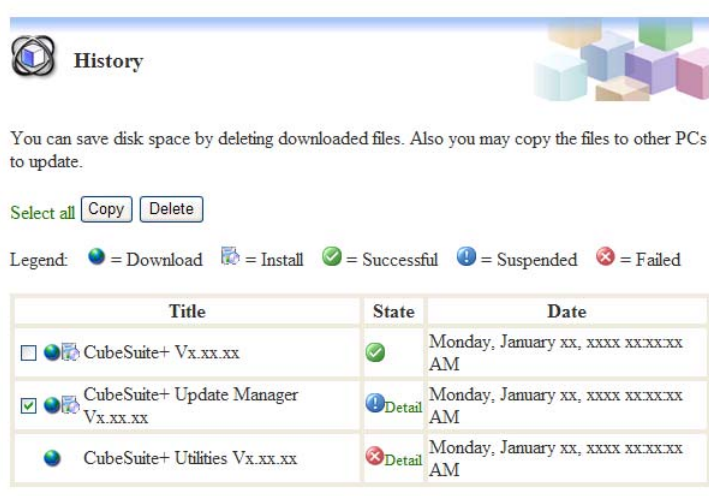 History
You can save disk space by deleting downloaded files. Also you may copy the files to other PCs
to update.
Select all Copy Delete
Legend: = Download = Install = Successful = Suspended = Failed
Title State Date
CubeSuite+ Vx.xx.xx
Monday, January xx, xxxx xx:xx:xx
AM
CubeSuite+ Update Manager
Vx.xx.xx
Detail
Monday, January xx, xxxx xx:xx:xx
AM
CubeSuite+ Utilities Vx.xx.xx
Detail
Monday, January xx, xxxx xx:xx:xx
AM